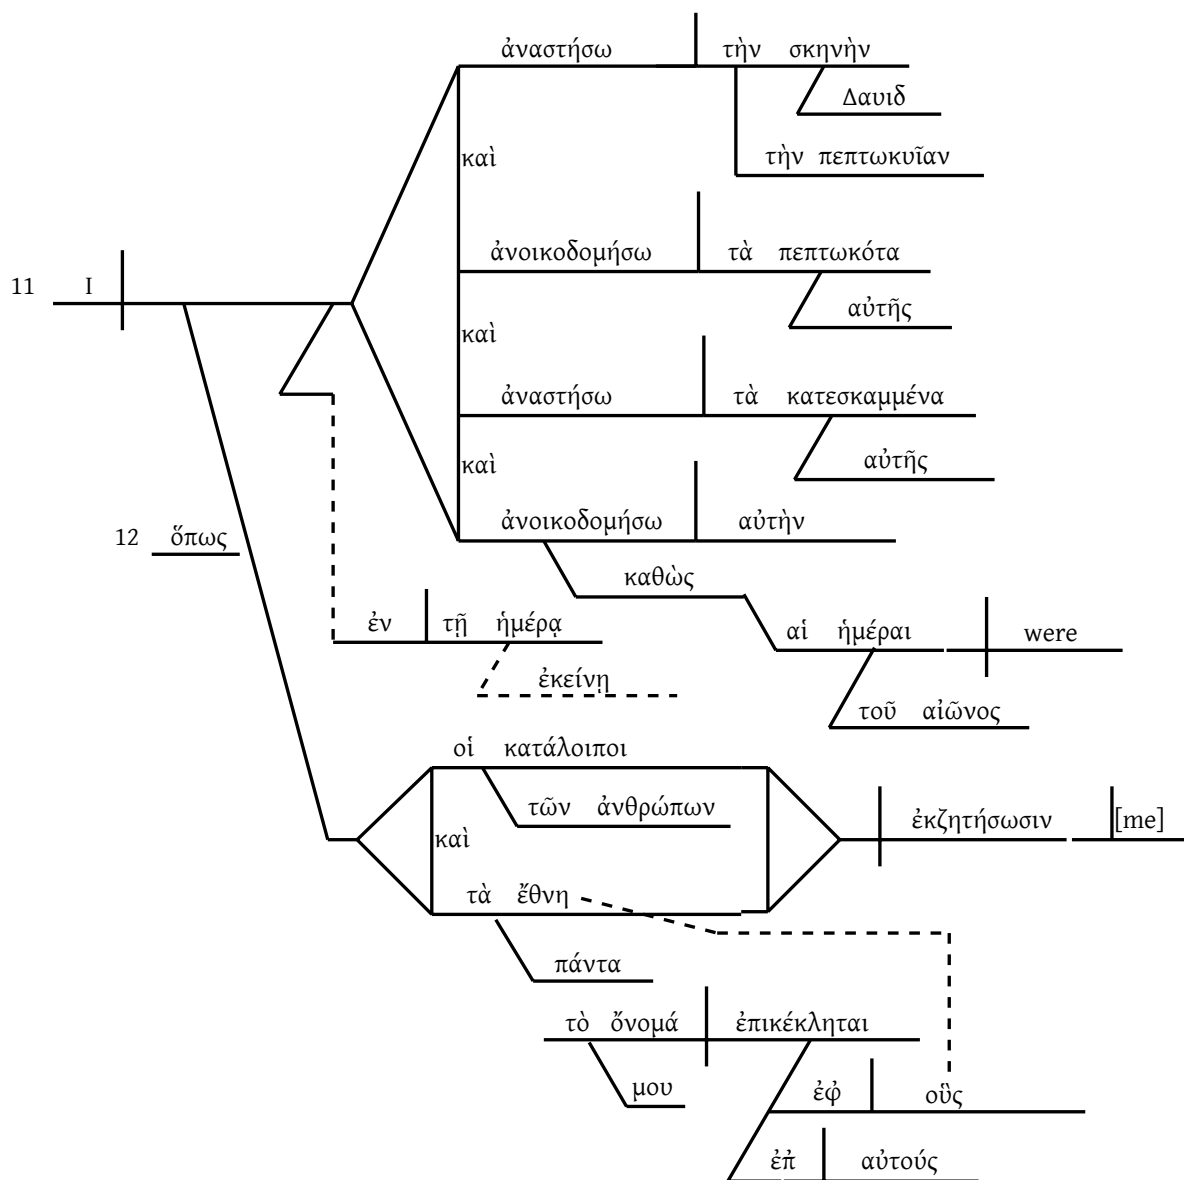 ἀναστήσω τὴν σκηνὴν
Δαυιδ
καὶ τὴν πεπτωκυῖαν
ἀνοικοδομήσω τὰ πεπτωκότα
11 I
αὐτῆς
καὶ
ἀναστήσω τὰ κατεσκαμμένα
καὶ αὐτῆς
ἀνοικοδομήσω αὐτὴν
12 ὅπως
καθὼς
ἐν τῇ ἡμέρᾳ αἱ ἡμέραι were
ἐκείνῃ
τοῦ αἰῶνος
οἱ κατάλοιποι
τῶν ἀνθρώπων ἐκζητήσωσιν [me]
καὶ
τὰ ἔθνη
πάντα
τὸ ὄνομά ἐπικέκληται
μου ἐφ̓ οὓς
ἐπ̓ αὐτούς